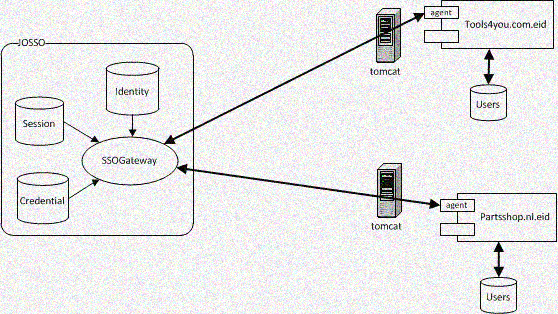 JOSSO
Identity
Session
SSOGateway
Credential
tomcat
agent
Tools4you.com.eid
Users
tomcat
agent
Partsshop.nl.eid
Users